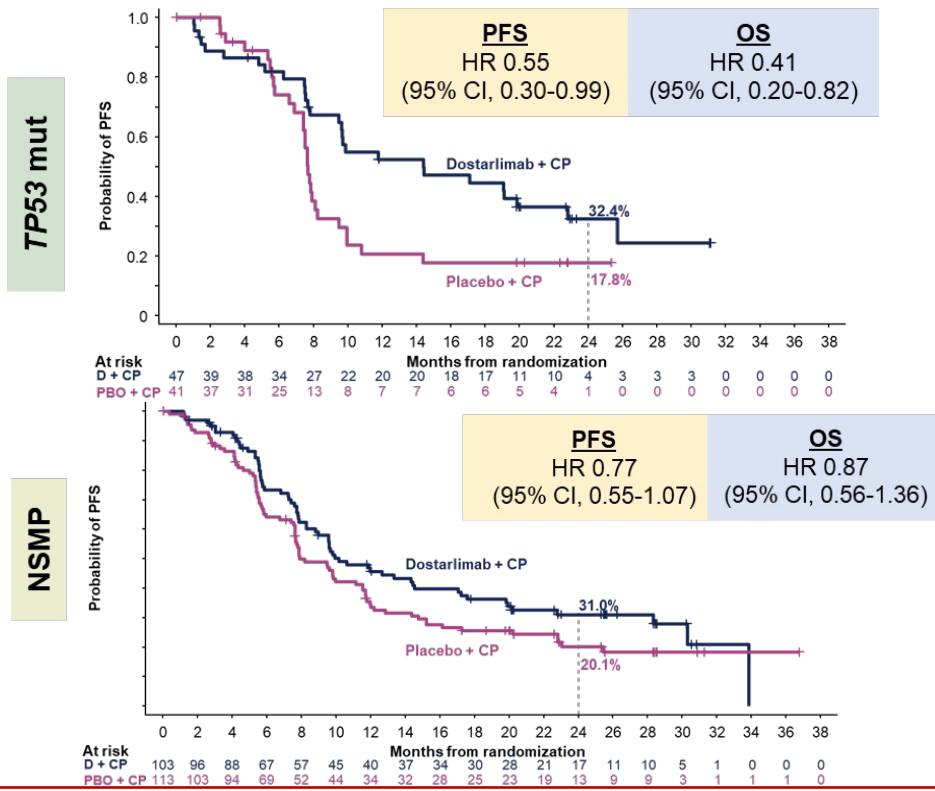 TP53 mut
PFS
HR 0.55
(95% CI, 0.30-0.99)
OS
HR 0.41
(95% CI, 0.20-0.82)
Probability of PFS
1.0
0.8
0.6
0.4
0.2
0
Dostarlimab + CP
32.4%
Placebo + CP
17.8%
0 2 4 6 8 10 12 14 16 18 20 22 24 26 28 30 32 34 36 38
At risk Months from randomization
D + CP 47 39 38 34 27 22 20 20 18 17 11 10 4 3 3 3 0 0 0 0
PBO + CP 41 37 31 25 13 8 7 7 6 6 5 4 1 0 0 0 0 0 0 0
NSMP
PFS
HR 0.77
(95% CI, 0.55-1.07)
OS
HR 0.87
(95% CI, 0.56-1.36)
Probability of PFS
Dostarlimab + CP
31.0%
Placebo + CP
20.1%
0 2 4 6 8 10 12 14 16 18 20 22 24 26 28 30 32 34 36 38
At risk Months from randomization
D + CP 103 96 88 67 57 45 40 37 34 30 28 21 17 11 10 5 1 0 0 0
PBO + CP 113 103 94 69 52 44 34 32 28 25 23 19 13 9 9 3 1 1 1 0